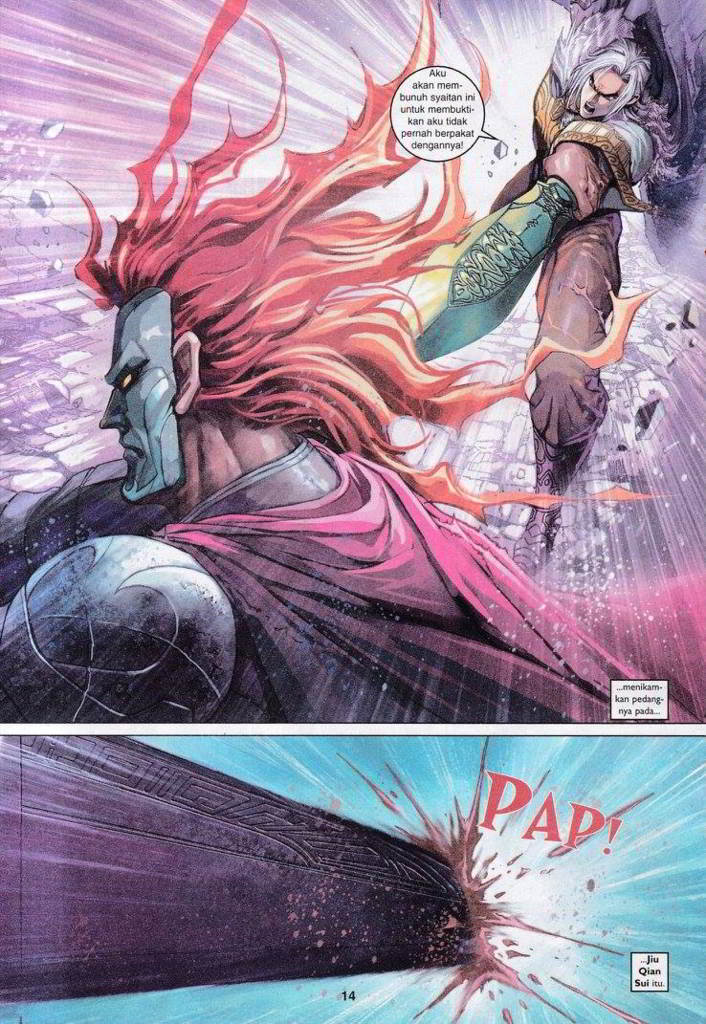 Aku
akan mem-
bunuh syaitan ini
untuk membukti-
kan aku tidak
pernah berpakat
dengannya!
...menikam-
kan pedang-
nya pada...
PAP!
...Jiu
Qian
Sui itu.
14